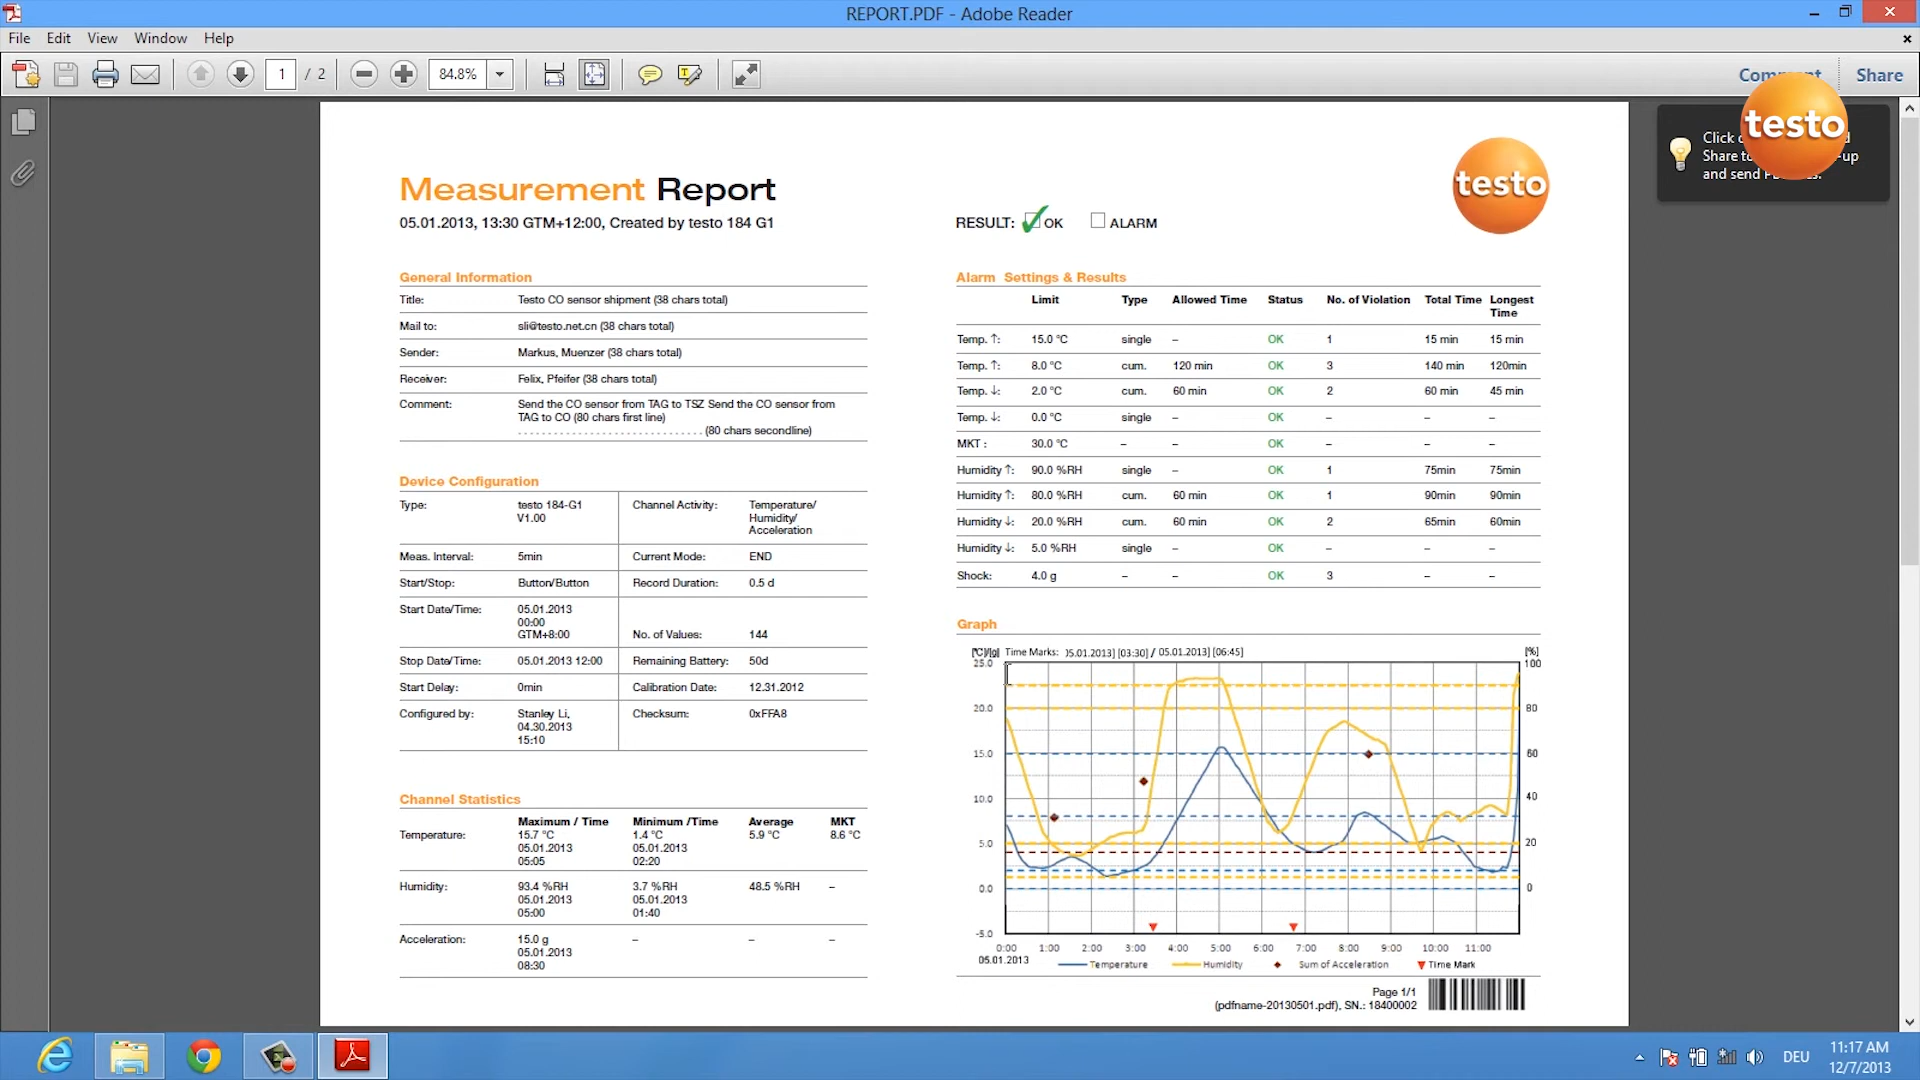 REPORT.PDF - Adobe Reader
File Edit View Window Help
1 / 2 84.8% Share
testo
Share to
and send
Measurement Report
05.01.2013, 13:30 GTM+12:00, Created by testo 184 G1
RESULT: OK ALARM
testo
General Information
Title: Testo CO sensor shipment (38 chars total)
Mail to: sli@testo.net.cn (38 chars total)
Sender: Markus, Muenzer (38 chars total)
Receiver: Felix, Pfeifer (38 chars total)
Comment: Send the CO sensor from TAG to TSZ Send the CO sensor from
TAG to CO (80 chars first line)
(80 chars secondline)
Device Configuration
Type: testo 184-G1 Channel Activity: Temperature/
V1.00 Humidity/
Acceleration
Meas. Interval: 5min Current Mode: END
Start/Stop: Button/Button Record Duration: 0.5 d
Start Date/Time: 05.01.2013
00:00
GTM+8:00 No. of Values: 144
Stop Date/Time: 05.01.2013 12:00 Remaining Battery: 50d
Start Delay: 0min Calibration Date: 12.31.2012
Configured by: Stanley Li, Checksum: 0xFFA8
04.30.2013
15:10
Channel Statistics
Maximum / Time Minimum /Time Average MKT
Temperature: 15.7 °C 1.4 °C 5.9 °C 8.6 °C
05.01.2013 05.01.2013
05:05 02:20
Humidity: 93.4 %RH 3.7 %RH 48.5 %RH –
05.01.2013 05.01.2013
05:00 01:40
Acceleration: 15.0 g – – –
05.01.2013
08:30
Alarm Settings & Results
Limit Type Allowed Time Status No. of Violation Total Time Longest
Time
Temp. ↑: 15.0 °C single – OK 1 15 min 15 min
Temp. ↑: 8.0 °C cum. 120 min OK 3 140 min 120min
Temp. ↓: 2.0 °C cum. 60 min OK 2 60 min 45 min
Temp. ↓: 0.0 °C single – OK – – –
MKT : 30.0 °C – – OK – – –
Humidity ↑: 90.0 %RH single – OK 1 75min 75min
Humidity ↑: 80.0 %RH cum. 60 min OK 1 90min 90min
Humidity ↓: 20.0 %RH cum. 60 min OK 2 65min 60min
Humidity ↓: 5.0 %RH single – OK – – –
Shock: 4.0 g – – OK 3 – –
Graph
[°C]/[g] Time Marks: 05.01.2013] [03:30] / 05.01.2013] [06:45] [%]
25.0 100
20.0 80
15.0 60
10.0 40
5.0 20
0.0 0
-5.0
0:00 1:00 2:00 3:00 4:00 5:00 6:00 7:00 8:00 9:00 10:00 11:00
05.01.2013
Temperature Humidity Sum of Acceleration Time Mark
Page 1/1
(pdfname-20130501.pdf), SN.: 18400002
DEU 11:17 AM
12/7/2013